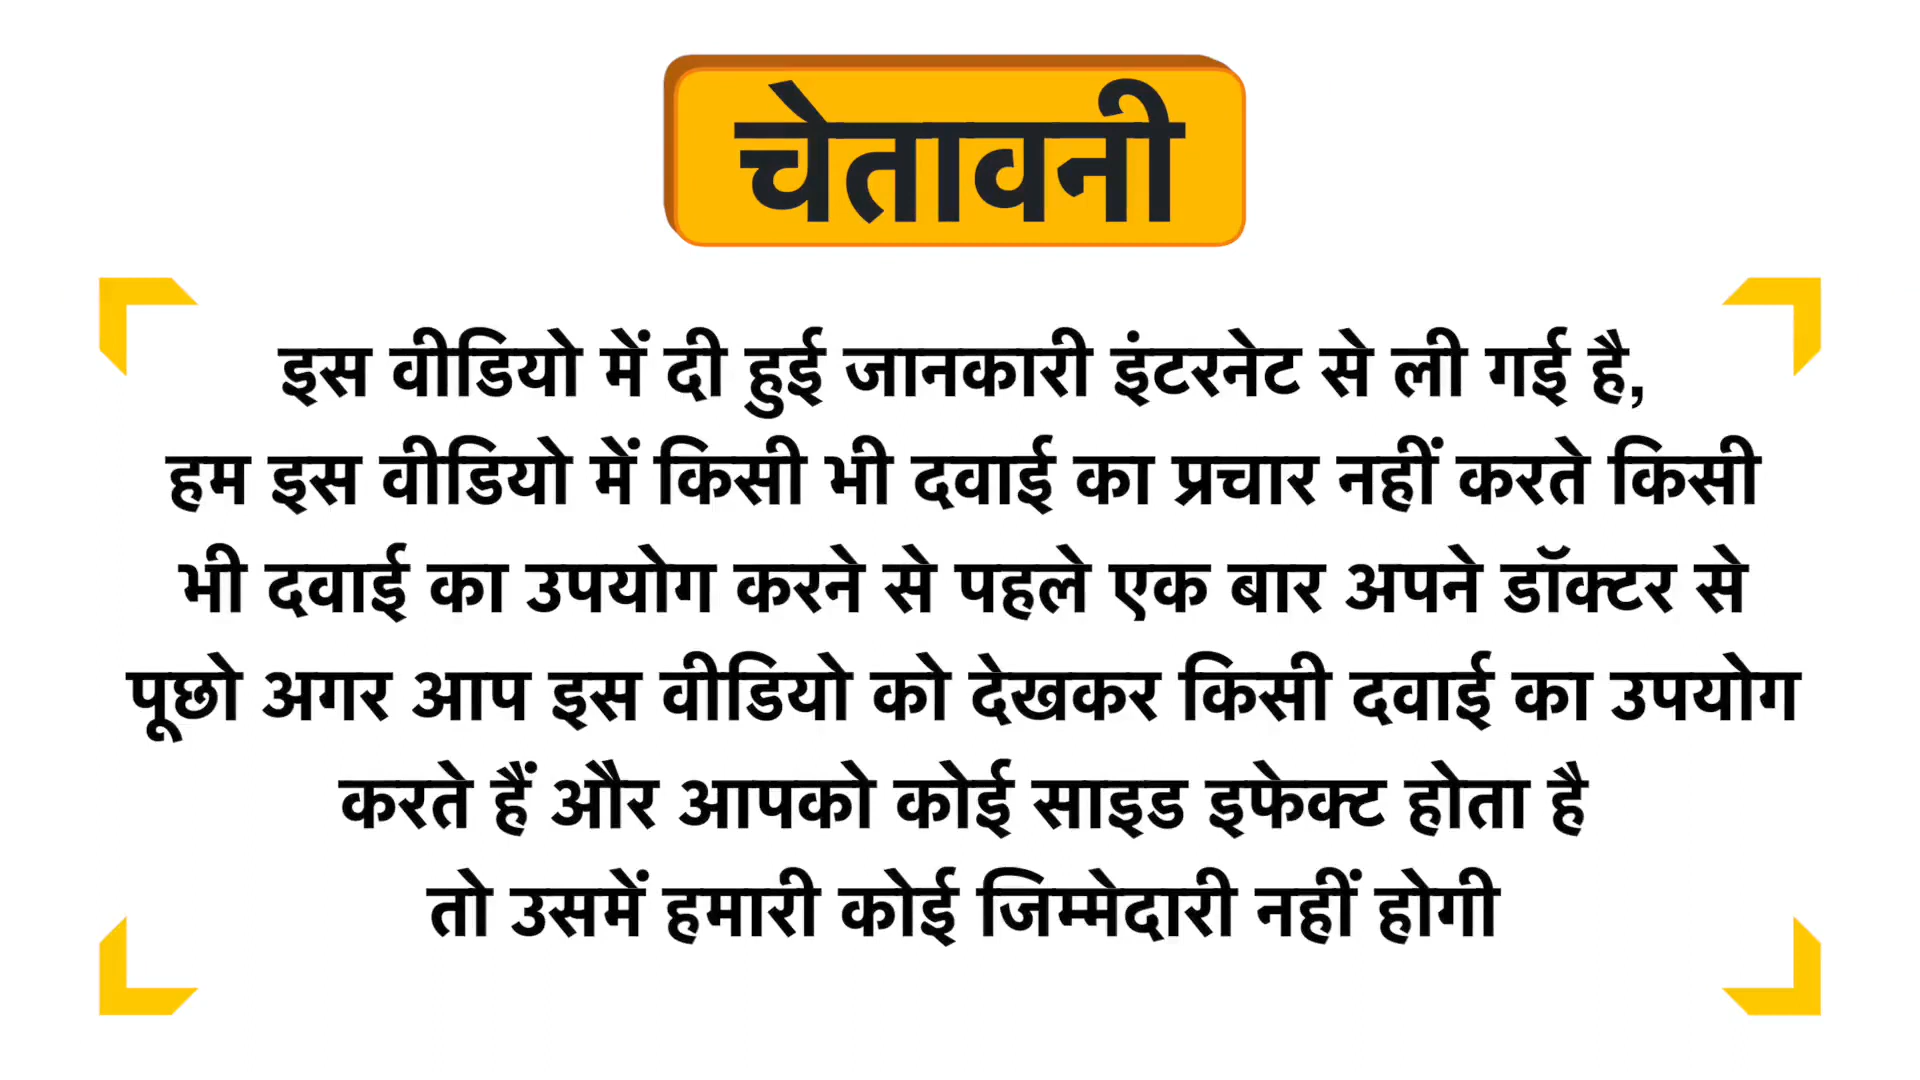 चेतावनी
इस वीडियो में दी हुई जानकारी इंटरनेट से ली गई है,
हम इस वीडियो में किसी भी दवाई का प्रचार नहीं करते किसी
भी दवाई का उपयोग करने से पहले एक बार अपने डॉक्टर से
पूछो अगर आप इस वीडियो को देखकर किसी दवाई का उपयोग
करते हैं और आपको कोई साइड इफेक्ट होता है
तो उसमें हमारी कोई जिम्मेदारी नहीं होगी